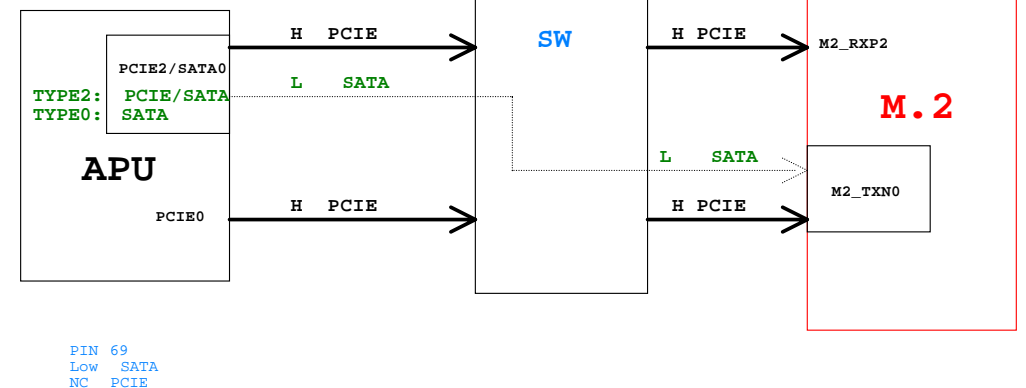 H PCIE
SW
H PCIE
M2_RXP2
PCIE2/SATA0
L SATA
TYPE2: PCIE/SATA
TYPE0: SATA
M.2
APU
L SATA
M2_TXN0
PCIE0
H PCIE
H PCIE
PIN 69
Low SATA
NC PCIE